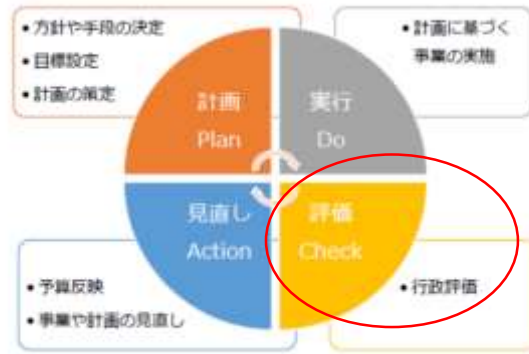 ・方針や手段の決定
・目標設定
・計画の策定
・計画に基づく
事業の実施
計画
Plan
実行
Do
見直し
Action
評価
Check
・予算反映
・事業や計画の見直し
・行政評価